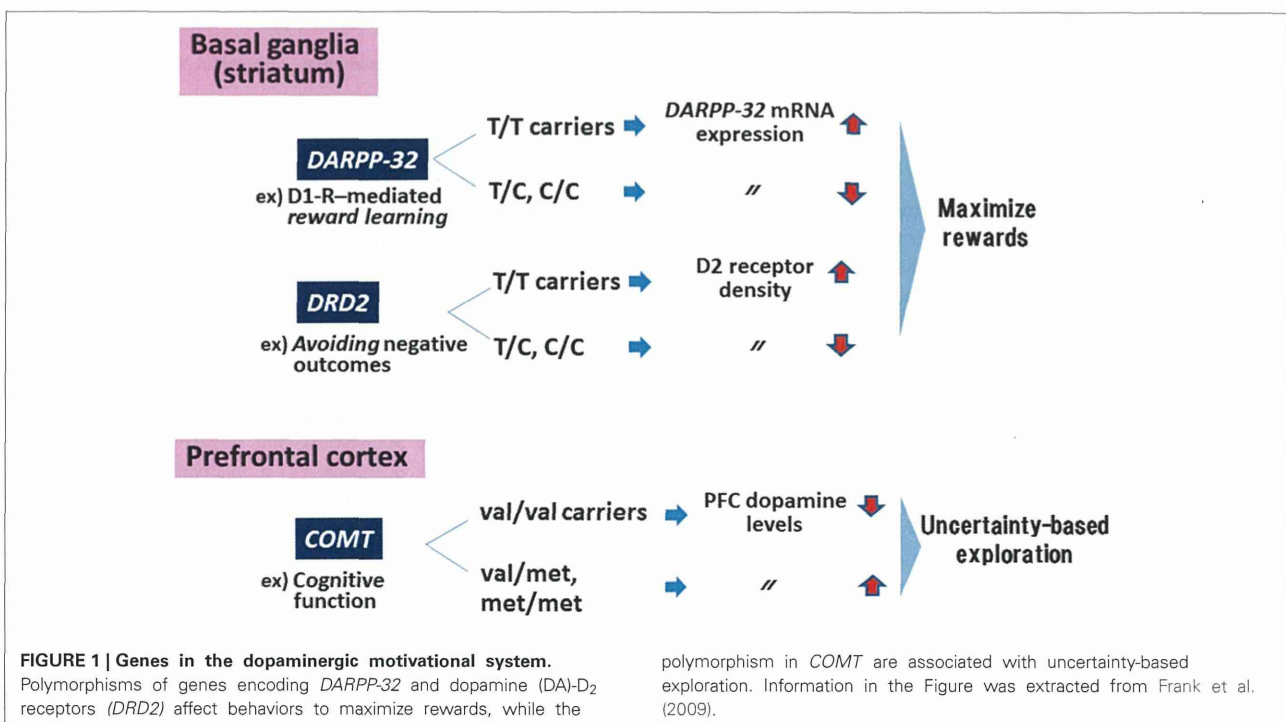 Basal ganglia
(striatum)
DARPP-32
ex) D1-R–mediated
reward learning
T/T carriers
DARPP-32 mRNA
expression
T/C, C/C
〃
DRD2
ex) Avoiding negative
outcomes
T/T carriers
D2 receptor
density
T/C, C/C
〃
Maximize
rewards
Prefrontal cortex
COMT
ex) Cognitive
function
val/val carriers
PFC dopamine
levels
val/met,
met/met
〃
Uncertainty-based
exploration
FIGURE 1 | Genes in the dopaminergic motivational system.
Polymorphisms of genes encoding DARPP-32 and dopamine (DA)-D2
receptors (DRD2) affect behaviors to maximize rewards, while the
polymorphism in COMT are associated with uncertainty-based
exploration. Information in the Figure was extracted from Frank et al.
(2009).